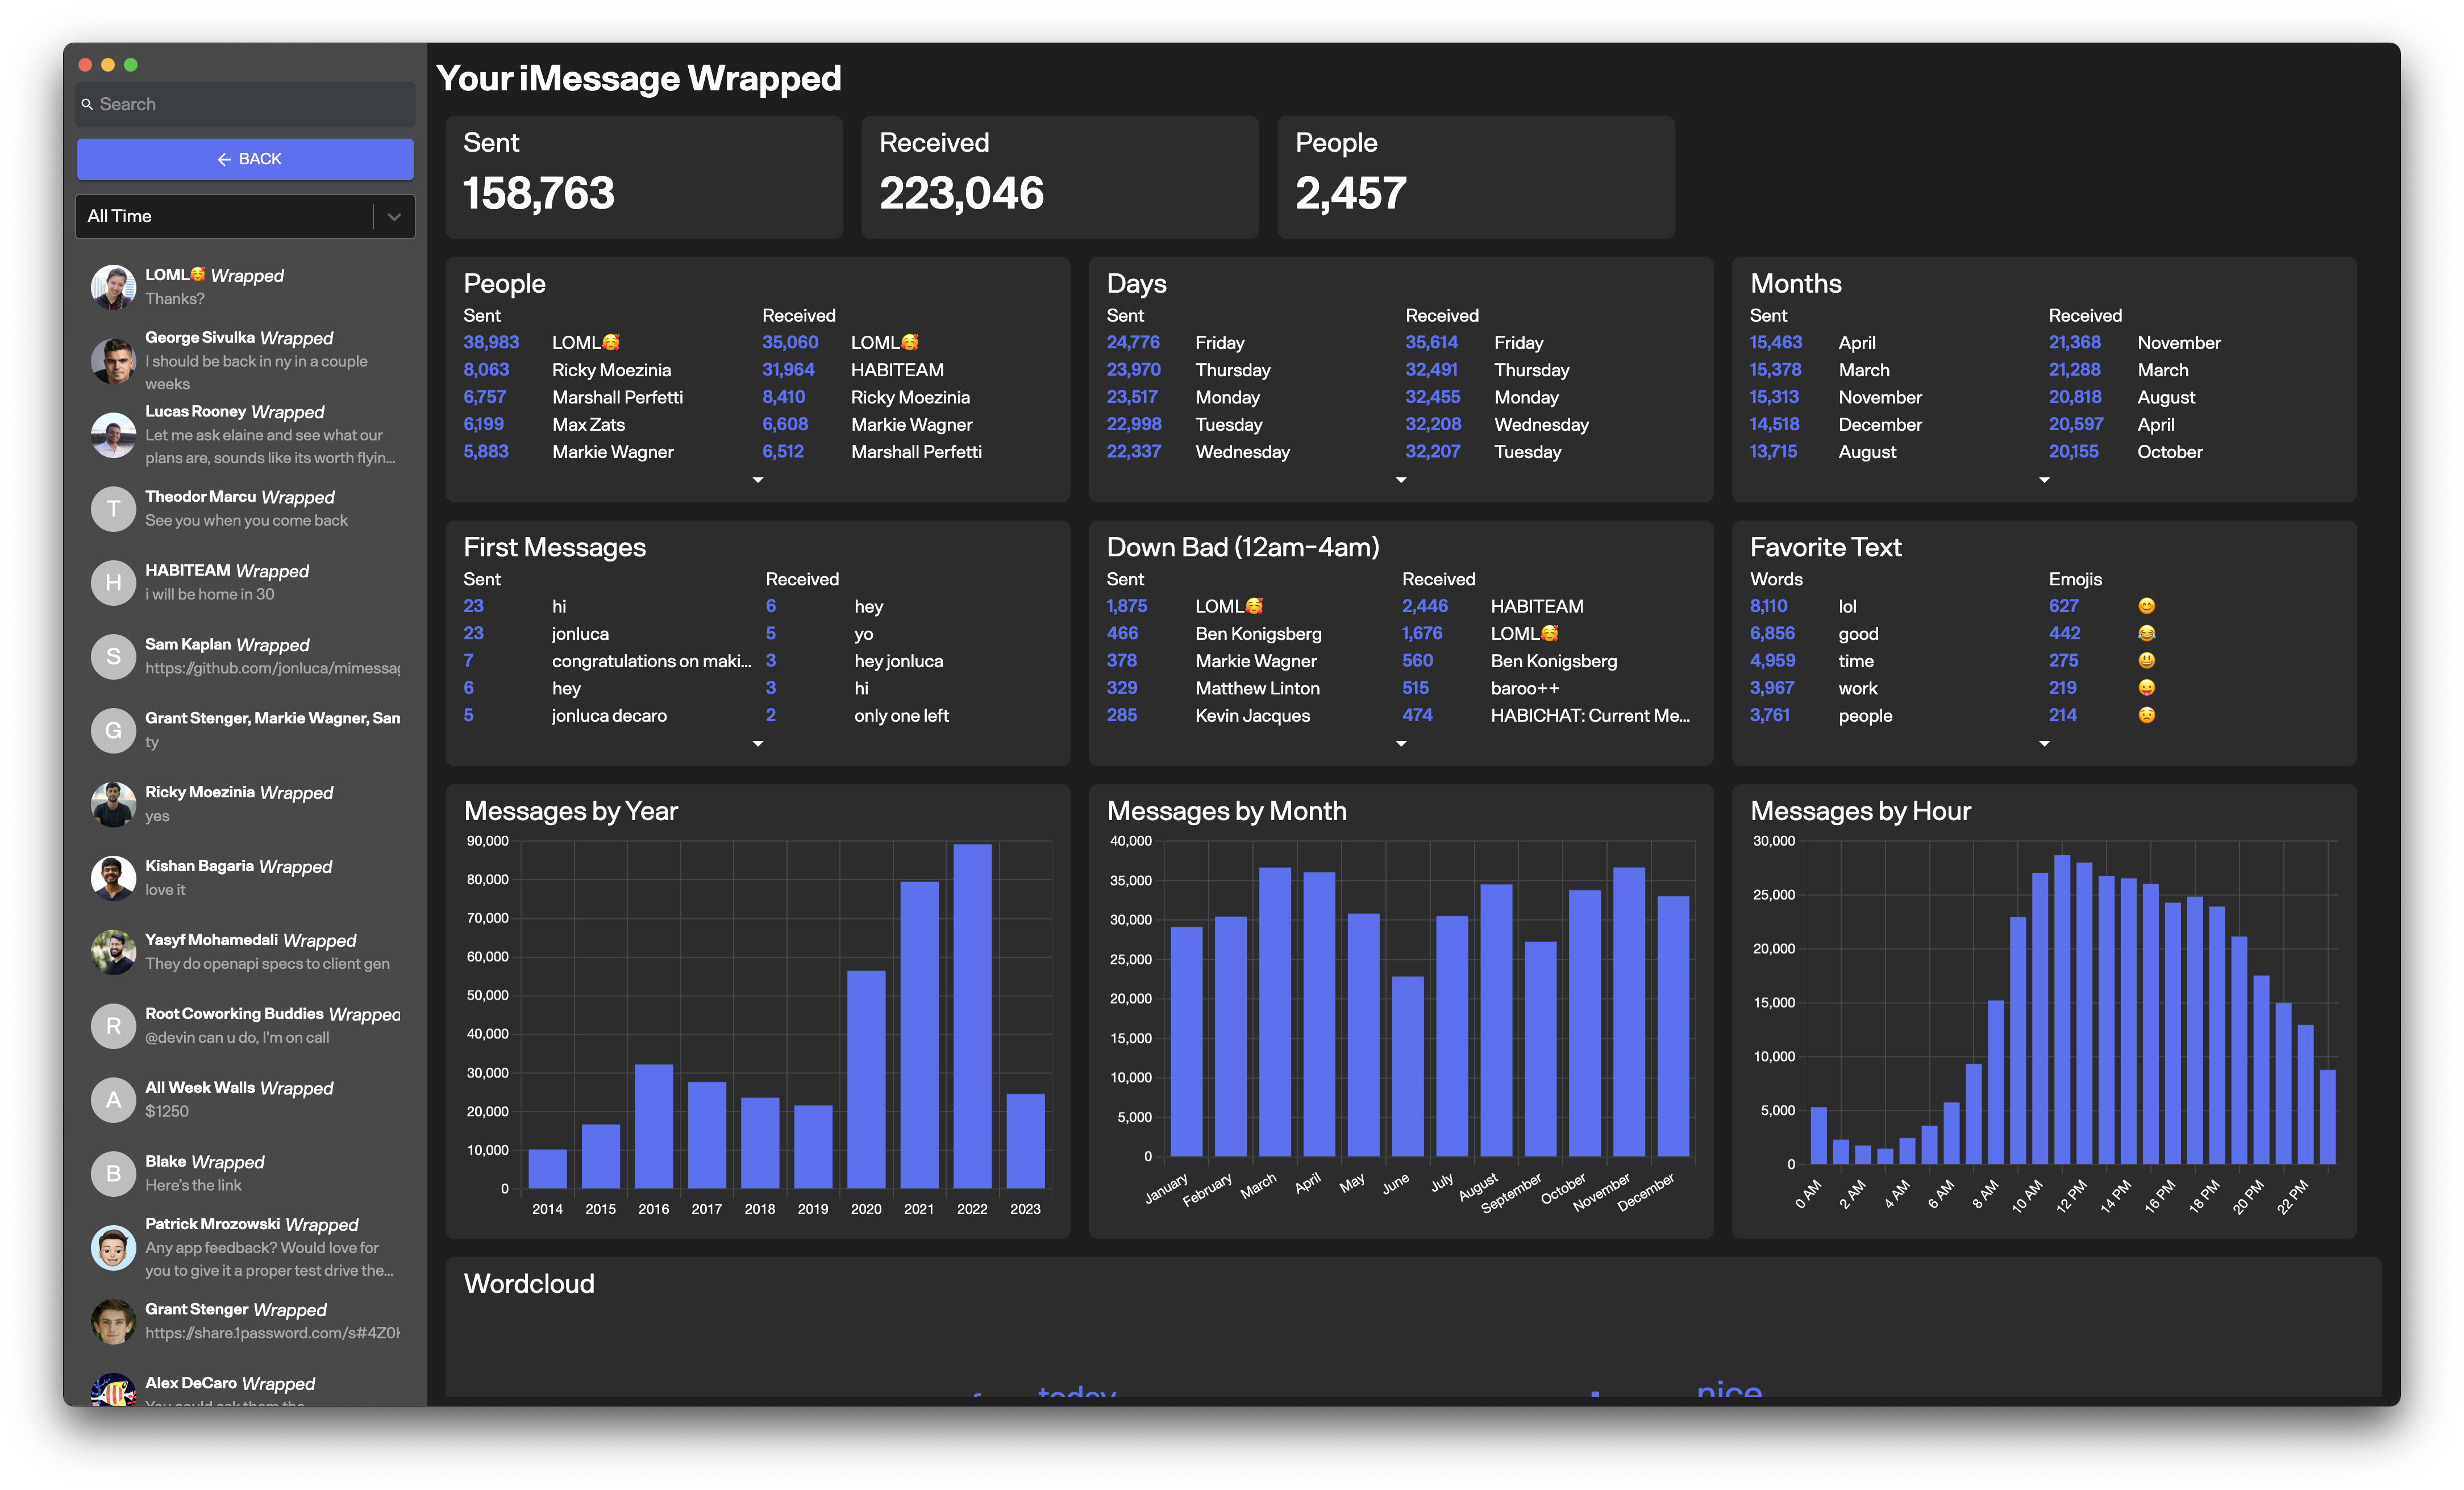 Search
← BACK
All Time
LOML🥰 Wrapped
Thanks?
George Sivulka Wrapped
I should be back in ny in a couple
weeks
Lucas Rooney Wrapped
Let me ask elaine and see what our
plans are, sounds like its worth flyin...
T
Theodor Marcu Wrapped
See you when you come back
H
HABITEAM Wrapped
i will be home in 30
S
Sam Kaplan Wrapped
https://github.com/jonluca/mimessag
G
Grant Stenger, Markie Wagner, San
ty
Ricky Moezinia Wrapped
yes
Kishan Bagaria Wrapped
love it
Yasyf Mohamedali Wrapped
They do openapi specs to client gen
R
Root Coworking Buddies Wrapped
@devin can u do, I'm on call
A
All Week Walls Wrapped
$1250
B
Blake Wrapped
Here's the link
Patrick Mrozowski Wrapped
Any app feedback? Would love for
you to give it a proper test drive the...
Grant Stenger Wrapped
https://share.1password.com/s#4Z0
Alex DeCaro Wrapped
Your iMessage Wrapped
Sent
158,763
Received
223,046
People
2,457
People
Sent Received
38,983 LOML🥰 35,060 LOML🥰
8,063 Ricky Moezinia 31,964 HABITEAM
6,757 Marshall Perfetti 8,410 Ricky Moezinia
6,199 Max Zats 6,608 Markie Wagner
5,883 Markie Wagner 6,512 Marshall Perfetti
Days
Sent Received
24,776 Friday 35,614 Friday
23,970 Thursday 32,491 Thursday
23,517 Monday 32,455 Monday
22,998 Tuesday 32,208 Wednesday
22,337 Wednesday 32,207 Tuesday
Months
Sent Received
15,463 April 21,368 November
15,378 March 21,288 March
15,313 November 20,818 August
14,518 December 20,597 April
13,715 August 20,155 October
First Messages
Sent Received
23 hi 6 hey
23 jonluca 5 yo
7 congratulations on maki... 3 hey jonluca
6 hey 3 hi
5 jonluca decaro 2 only one left
Down Bad (12am-4am)
Sent Received
1,875 LOML🥰 2,446 HABITEAM
466 Ben Konigsberg 1,676 LOML🥰
378 Markie Wagner 560 Ben Konigsberg
329 Matthew Linton 515 baroo++
285 Kevin Jacques 474 HABICHAT: Current Me...
Favorite Text
Words Emojis
8,110 lol 627 😊
6,856 good 442 😂
4,959 time 275 😃
3,967 work 219 😛
3,761 people 214 😟
Messages by Year
90,000
80,000
70,000
60,000
50,000
40,000
30,000
20,000
10,000
0
2014 2015 2016 2017 2018 2019 2020 2021 2022 2023
Messages by Month
40,000
35,000
30,000
25,000
20,000
15,000
10,000
5,000
0
January February March April May June July August September October November December
Messages by Hour
30,000
25,000
20,000
15,000
10,000
5,000
0
0 AM 2 AM 4 AM 6 AM 8 AM 10 AM 12 PM 14 PM 16 PM 18 PM 20 PM 22 PM
Wordcloud
today nice